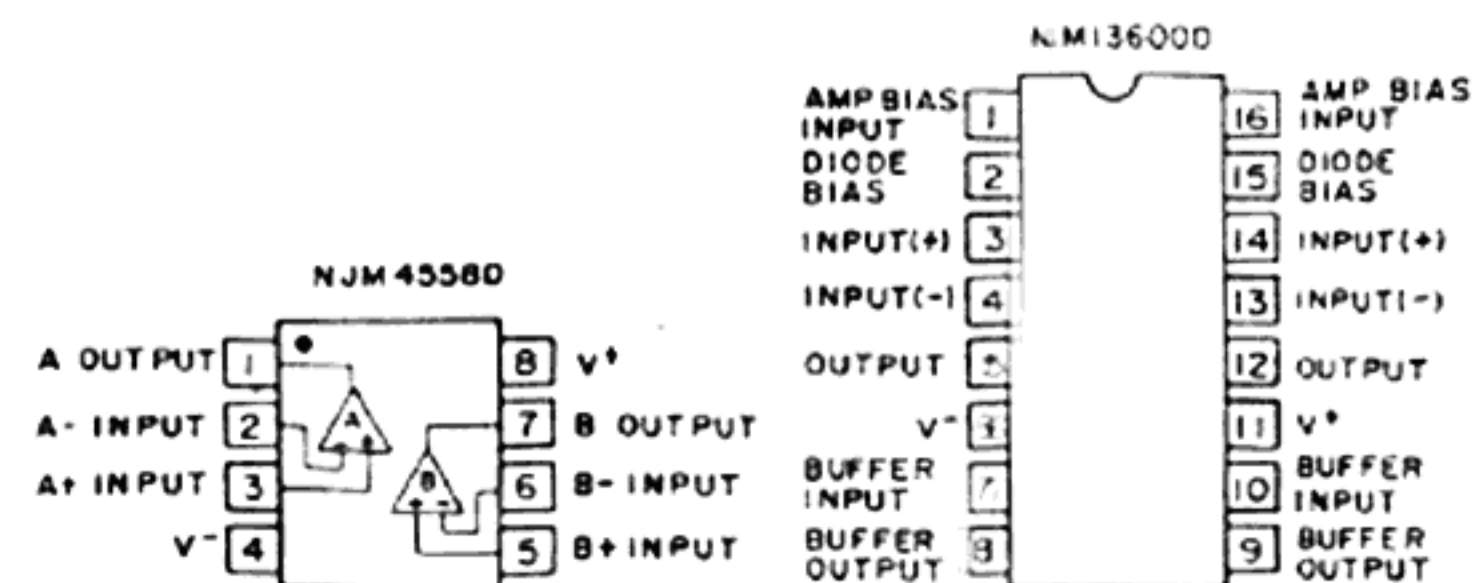 NJM4558D
A OUTPUT 1
A- INPUT 2
A+ INPUT 3
V- 4
8 V+
7 B OUTPUT
6 B- INPUT
5 B+ INPUT
A
B
+ -
NJM13600D
AMP BIAS
INPUT 1
DIODE
BIAS 2
INPUT(+) 3
INPUT(-) 4
OUTPUT 5
V-
BUFFER
INPUT 7
BUFFER
OUTPUT 8
16 AMP BIAS
INPUT
15 DIODE
BIAS
14 INPUT(+)
13 INPUT(-)
12 OUTPUT
11 V+
10 BUFFER
INPUT
9 BUFFER
OUTPUT